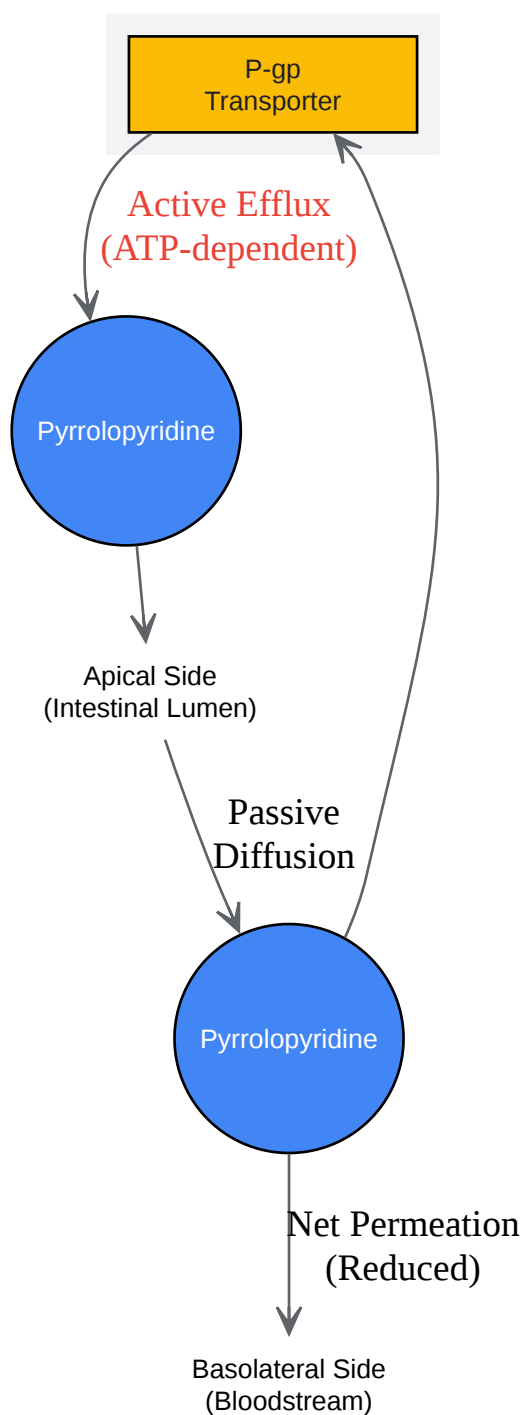 P-gp
Transporter
Active Efflux
(ATP-dependent)
Pyrrolopyridine
Apical Side
(Intestinal Lumen)
Passive
Diffusion
Pyrrolopyridine
Net Permeation
(Reduced)
Basolateral Side
(Bloodstream)